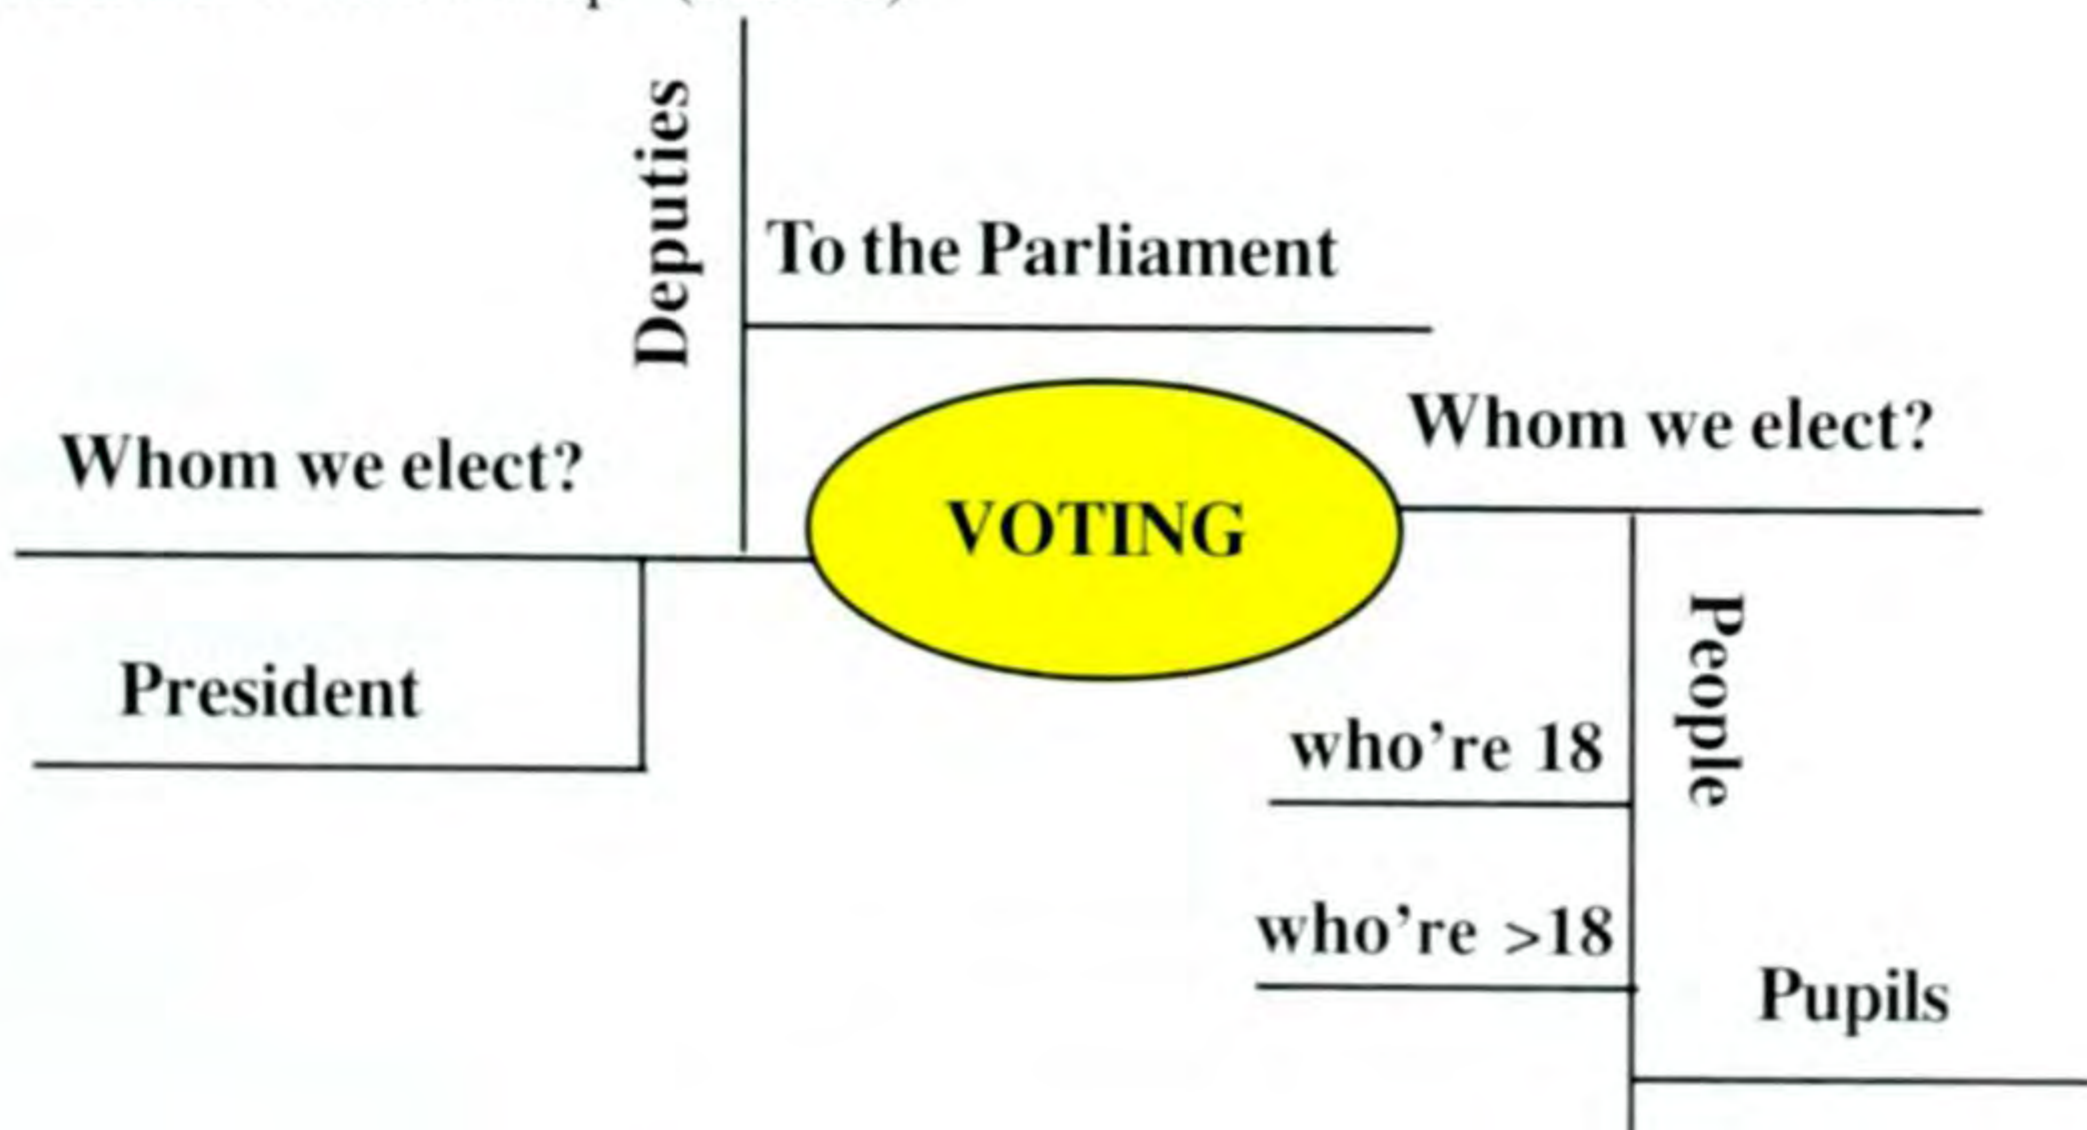 Deputies
To the Parliament
Whom we elect?
Whom we elect?
VOTING
President
People
who're 18
who're >18
Pupils